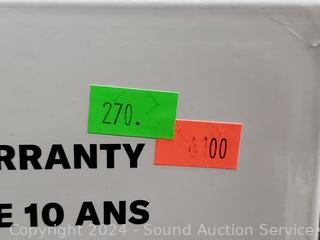 270.
RRANTY
4100
E 10 ANS
Copyright © 2024 - Sound Auction Service